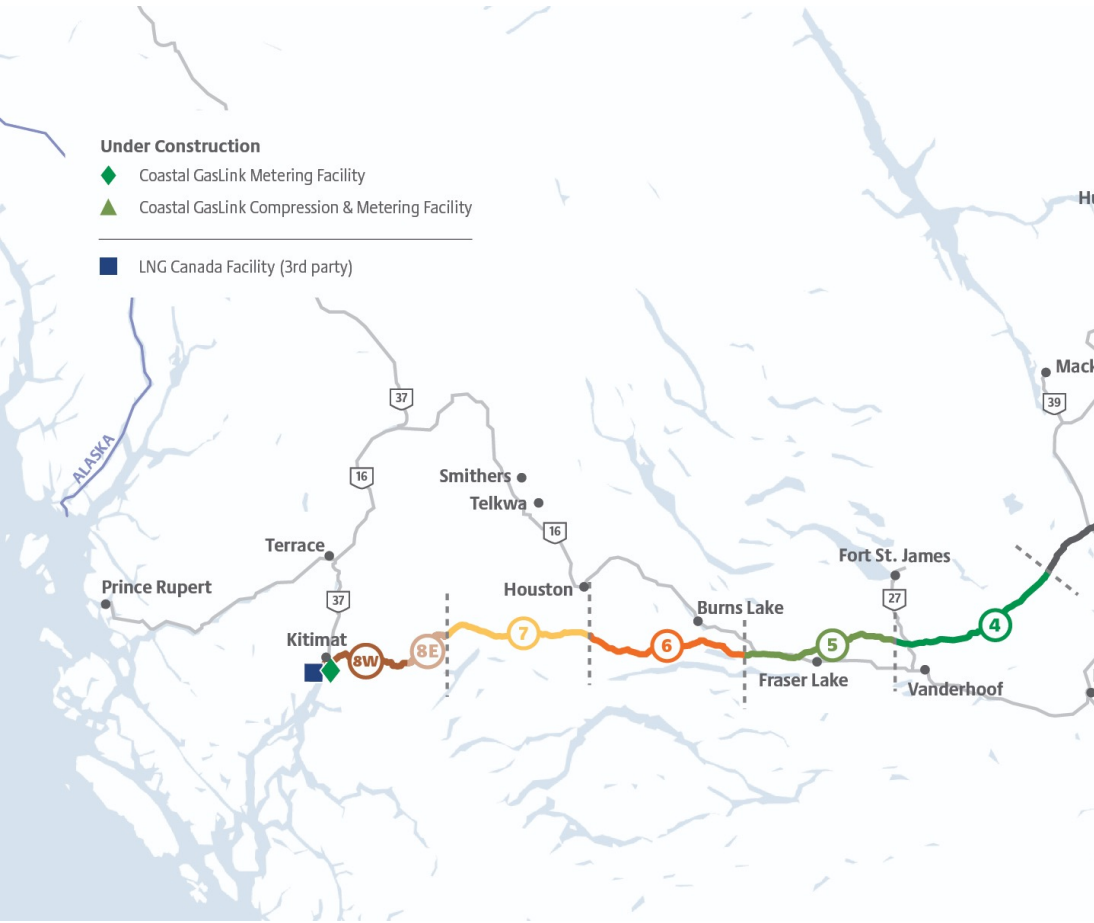 Under Construction
Coastal GasLink Metering Facility
Coastal GasLink Compression & Metering Facility
LNG Canada Facility (3rd party)
Hu
Mack
39
37
ALASKA
16
Smithers
Telkwa
16
Terrace
Fort St. James
Prince Rupert
Houston
37
27
Burns Lake
4
Kitimat
7
5
6
8W
8E
Fraser Lake
Vanderhoof